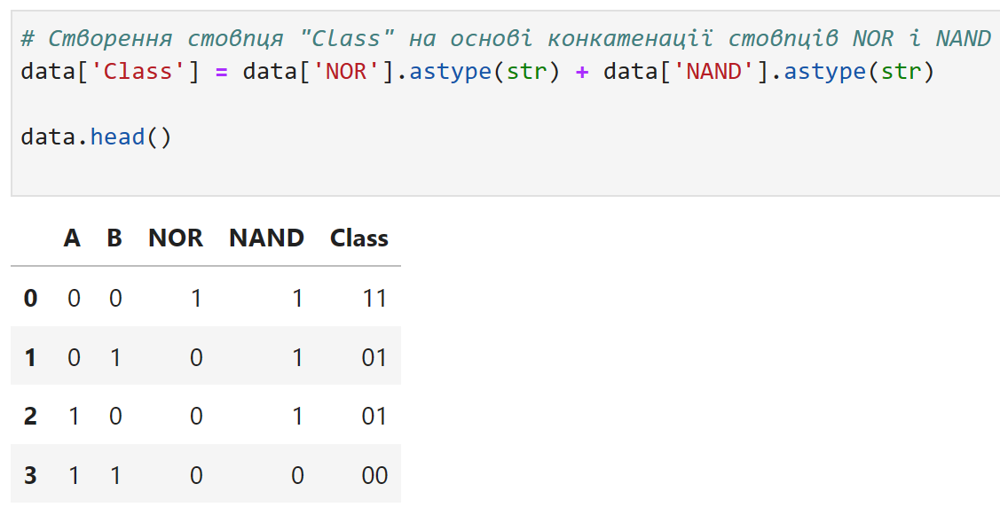 # Створення стовпця "Class" на основі конкатенації стовпців NOR і NAND
data['Class'] = data['NOR'].astype(str) + data['NAND'].astype(str)
data.head()
A B NOR NAND Class
0 0 0 1 1 11
1 0 1 0 1 01
2 1 0 0 1 01
3 1 1 0 0 00